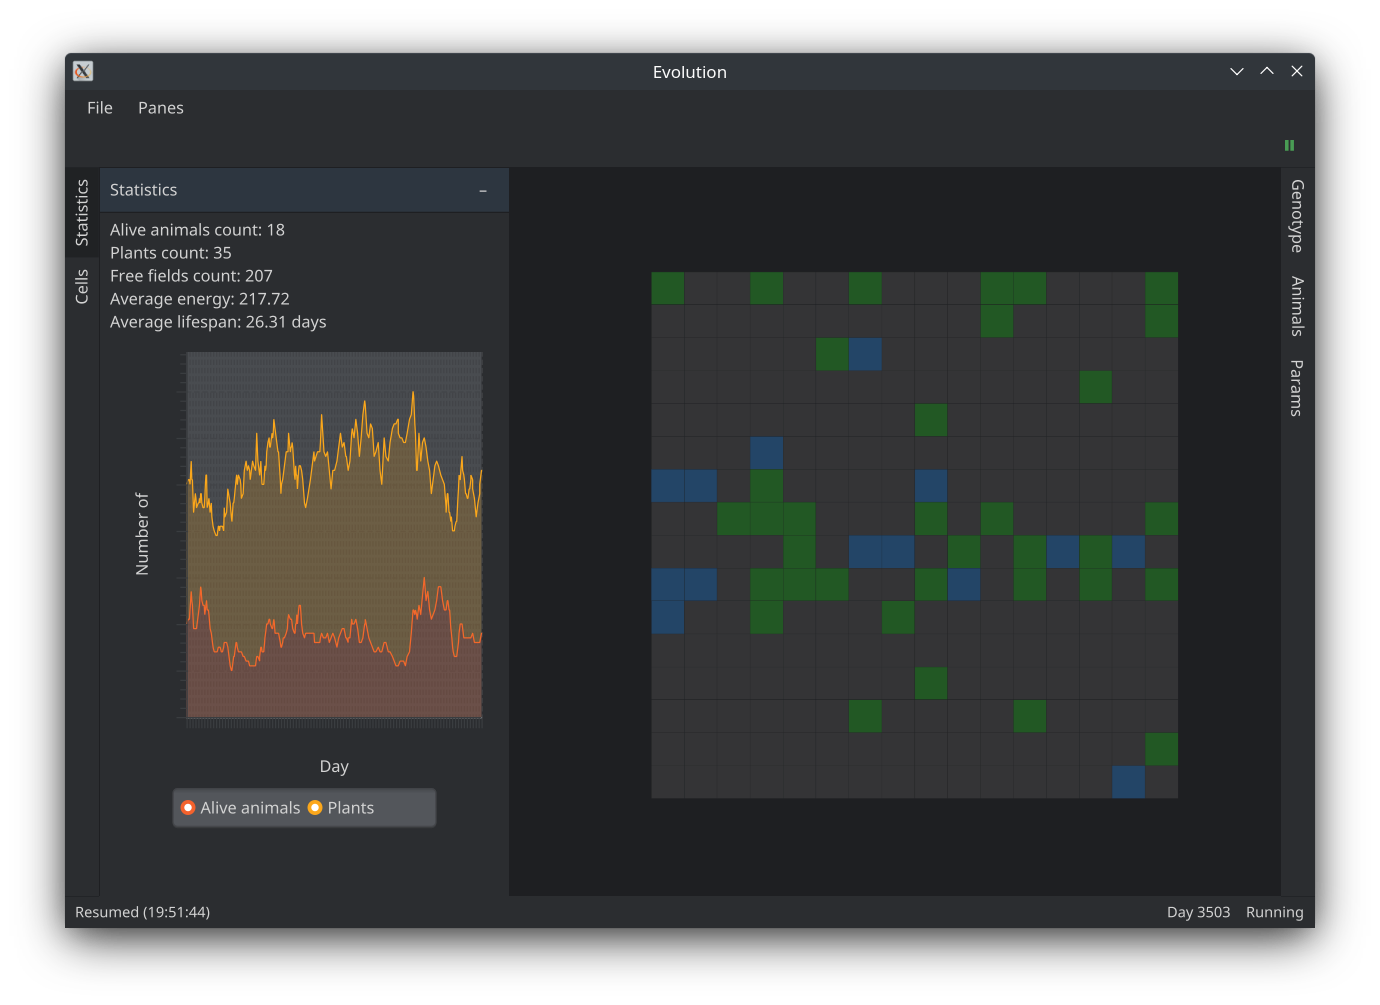 Evolution
File Panes
Statistics
Cells
Statistics –
Alive animals count: 18
Plants count: 35
Free fields count: 207
Average energy: 217.72
Average lifespan: 26.31 days
Number of
Day
Alive animals Plants
Genotype
Animals
Params
Resumed (19:51:44)
Day 3503 Running